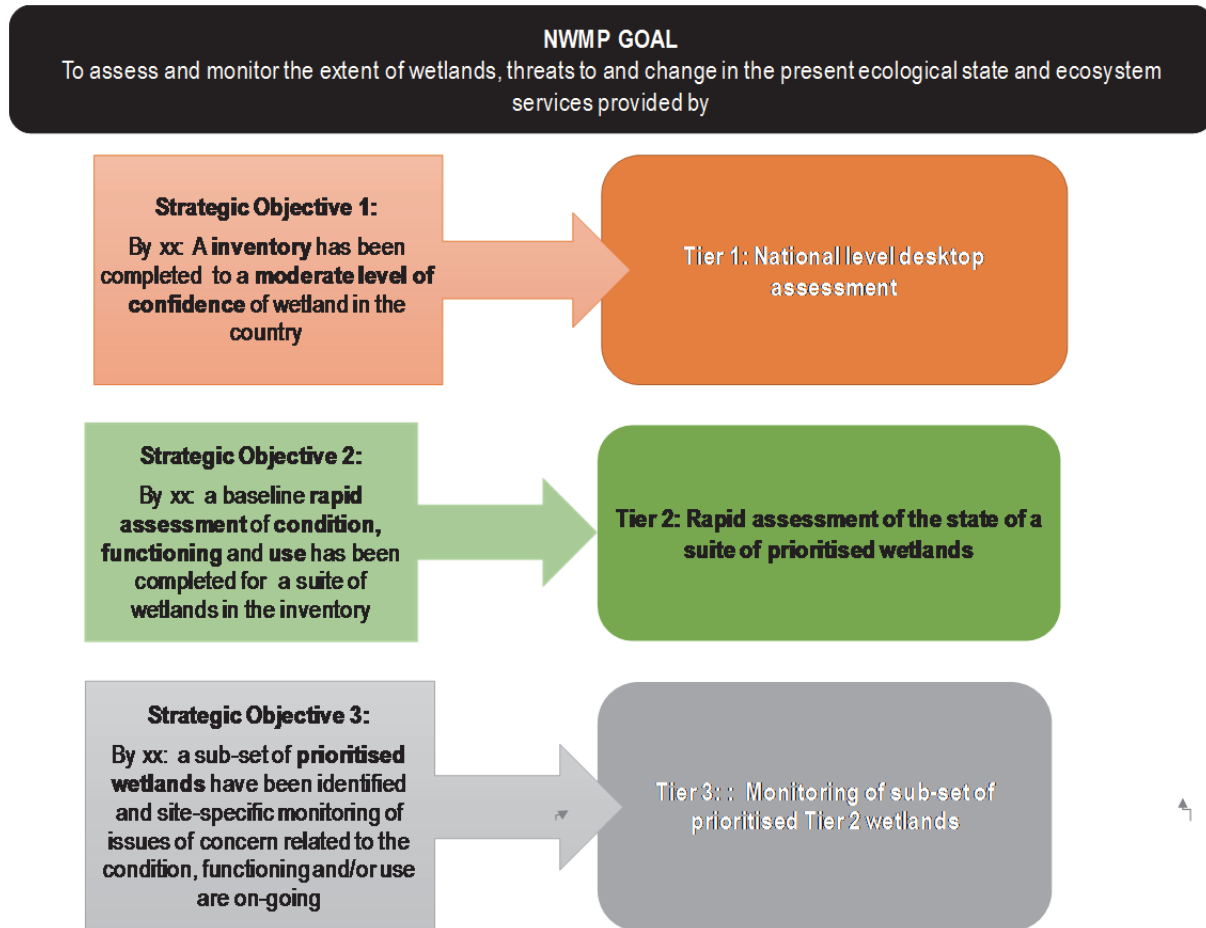 NWMP GOAL
To assess and monitor the extent of wetlands, threats to and change in the present ecological state and ecosystem
services provided by
Strategic Objective 1:
By xx: A inventory has been
completed to a moderate level of
confidence of wetland in the
country
Tier 1: National level desktop
assessment
Strategic Objective 2:
By xx: a baseline rapid
assessment of condition,
functioning and use has been
completed for a suite of
wetlands in the inventory
Tier 2: Rapid assessment of the state of a
suite of prioritised wetlands
Strategic Objective 3:
By xx: a sub-set of prioritised
wetlands have been identified
and site-specific monitoring of
issues of concern related to the
condition, functioning and/or use
are on-going
Tier 3: : Monitoring of sub-set of
prioritised Tier 2 wetlands